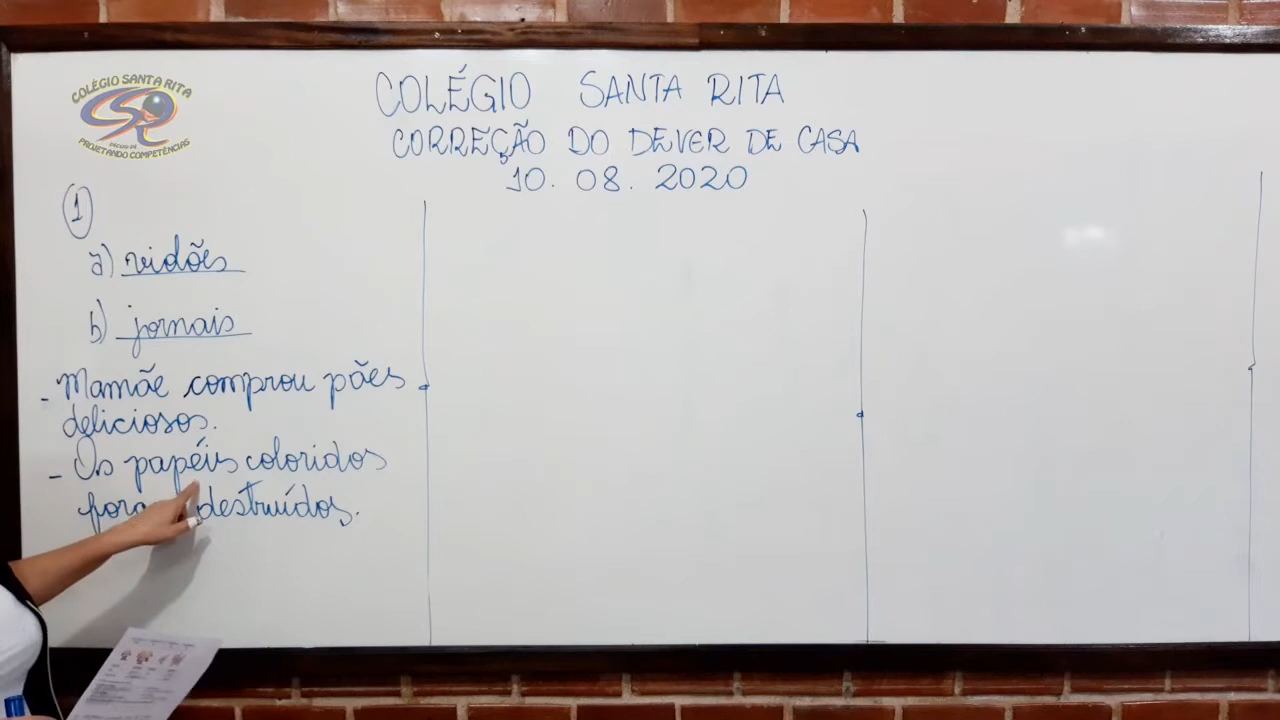 COLÉGIO SANTA RITA
PROJETANDO COMPETÊNCIAS
COLÉGIO SANTA RITA
CORREÇÃO DO DEVER DE CASA
10. 08. 2020
1
a) vidões
b) jornais
- Mamãe comprou pães
deliciosos.
- Os papéis coloridos
destruídos.